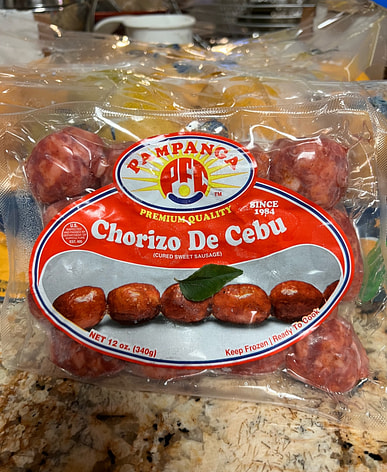 PAMPANGA
PFC
TM
PREMIUM QUALITY
SINCE
1984
Chorizo De Cebu
(CURED SWEET SAUSAGE)
NET 12 oz. (340g)
Keep Frozen | Ready To Cook